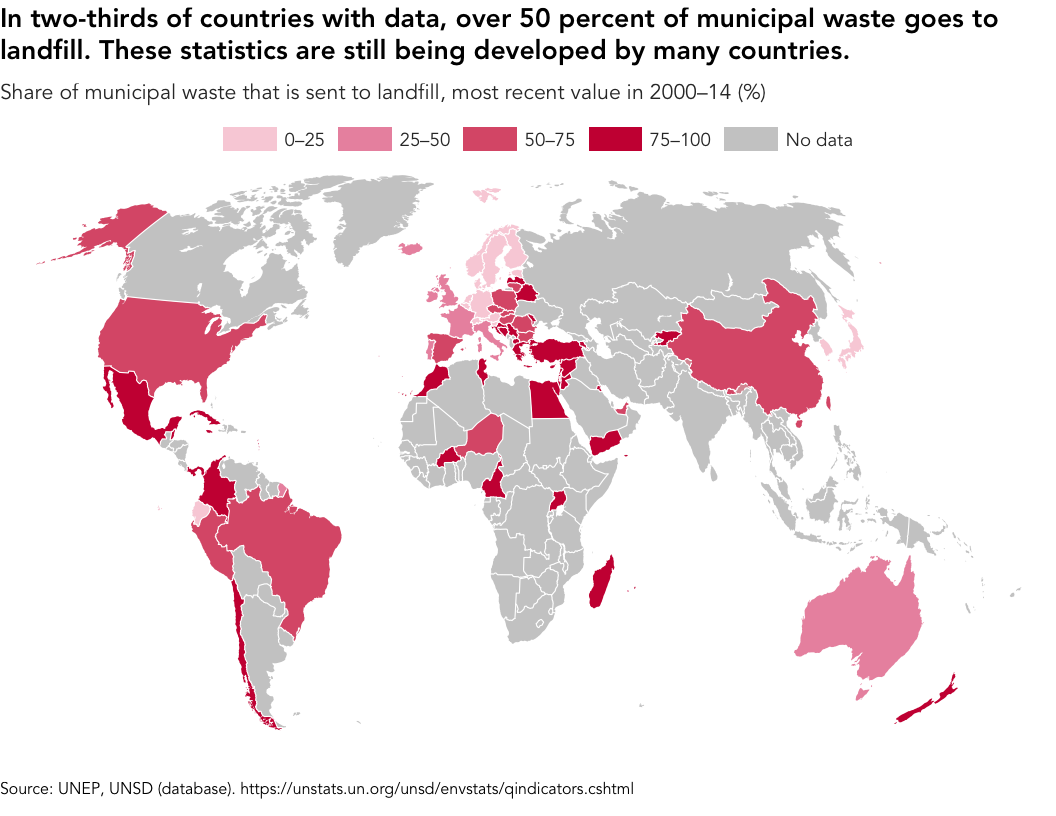 In two-thirds of countries with data, over 50 percent of municipal waste goes to
landfill. These statistics are still being developed by many countries.
Share of municipal waste that is sent to landfill, most recent value in 2000–14 (%)
0–25 25–50 50–75 75–100 No data
Source: UNEP, UNSD (database). https://unstats.un.org/unsd/envstats/qindicators.cshtml